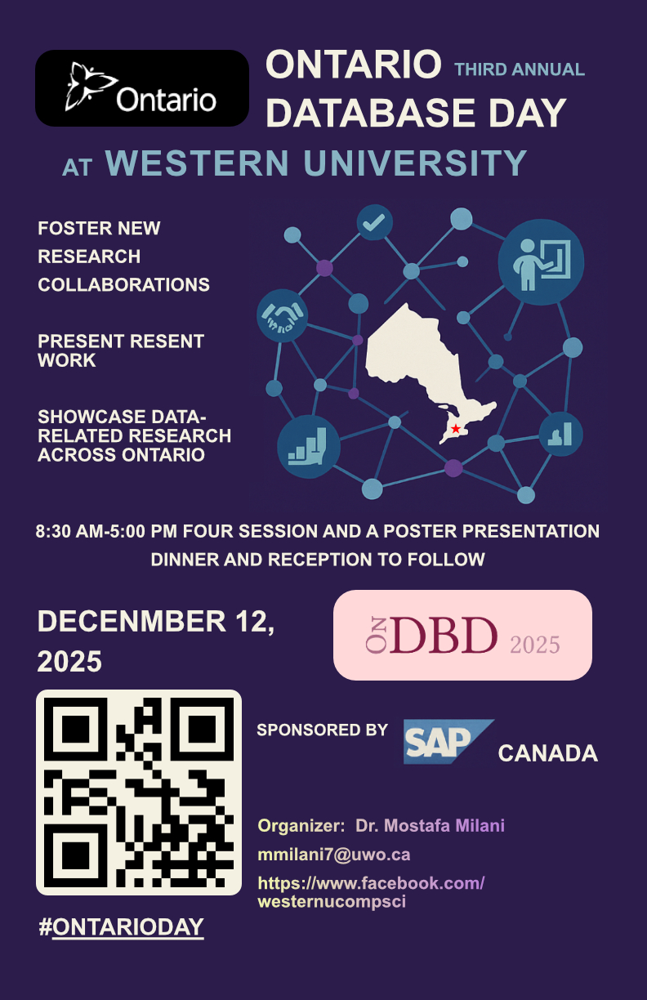 Ontario
ONTARIO THIRD ANNUAL
DATABASE DAY
AT WESTERN UNIVERSITY
FOSTER NEW
RESEARCH
COLLABORATIONS
PRESENT RESENT
WORK
SHOWCASE DATA-
RELATED RESEARCH
ACROSS ONTARIO
8:30 AM-5:00 PM FOUR SESSION AND A POSTER PRESENTATION
DINNER AND RECEPTION TO FOLLOW
DECENMBER 12,
2025
ON DBD 2025
SPONSORED BY
SAP CANADA
Organizer: Dr. Mostafa Milani
mmilani7@uwo.ca
https://www.facebook.com/
westernucompsci
#ONTARIODAY